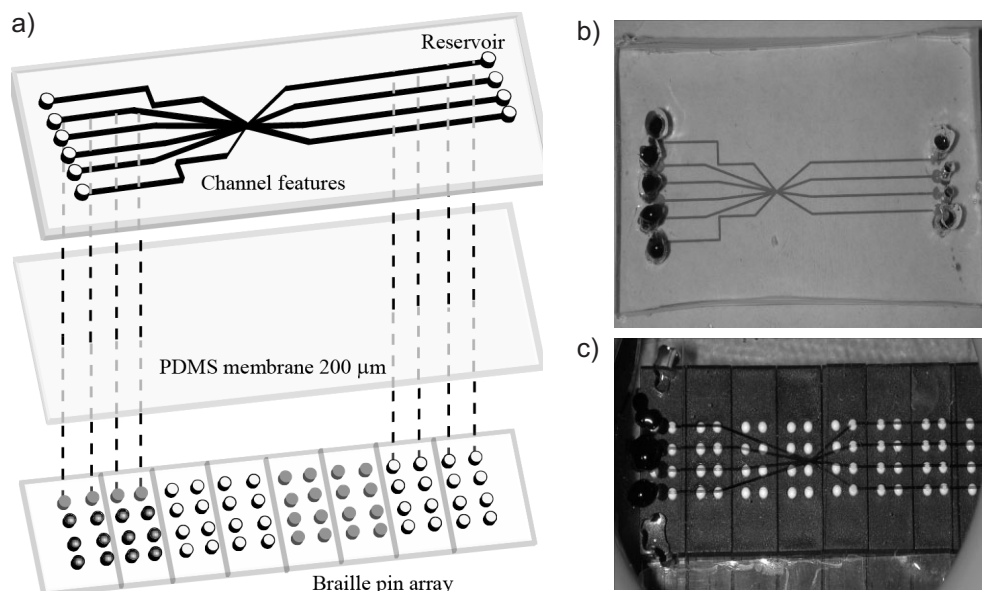 a)
Reservoir
Channel features
PDMS membrane 200 μm
Braille pin array
b)
c)